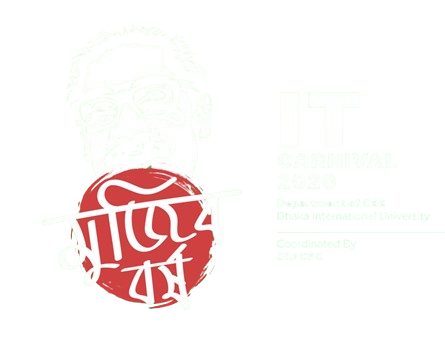 মুজিব
বর্ষ
IT
CARNIVAL
2020
Department of CSE
Dhaka International University
Coordinated By